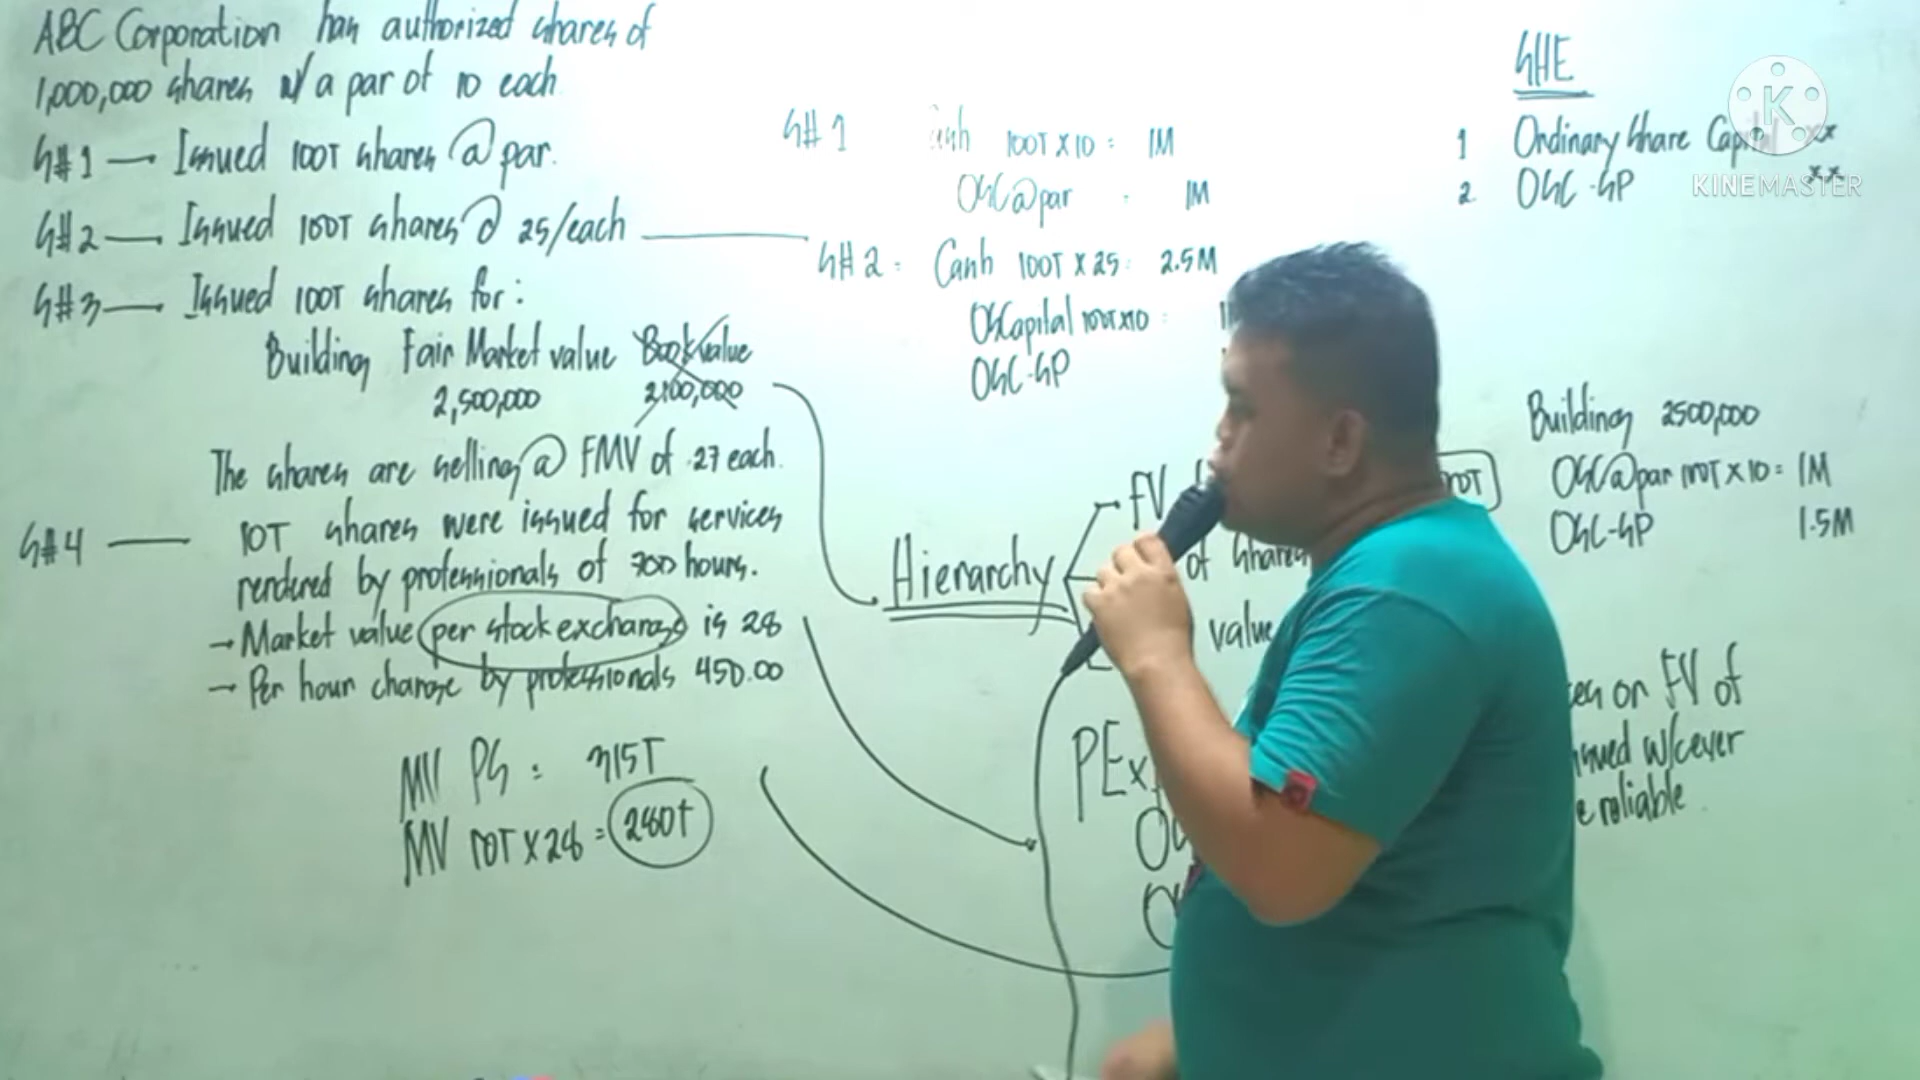 ABC Corporation has authorized shares of
1,000,000 shares w/ a par of 10 each
S#1 — Issued 100T shares @ par.
S#2 — Issued 100T shares @ 25/each
S#3 — Issued 100T shares for:
Building Fair Market value Book value
2,500,000 2,100,000
The shares are selling @ FMV of 27 each.
S#4 — 10T shares were issued for services
rendered by professionals of 700 hours.
→ Market value per stock exchange is 28
→ Per hour charge by professionals 450.00
MV PS = 315T
MV 10T x 28 = 280T
S#1 Cash 100T x 10 = 1M
OSC @ par 1M
S#2 = Cash 100T x 25 = 2.5M
OSCapital 100T x 10
OSC-SP
Hierarchy
FV
of shares
value
SHE
1 Ordinary Share Capital xx
2 OSC-SP xx
KINEMASTER
Building 2500,000
OSC @ par 100T x 10 = 1M
OSC-SP 1.5M
on FV of
reliable